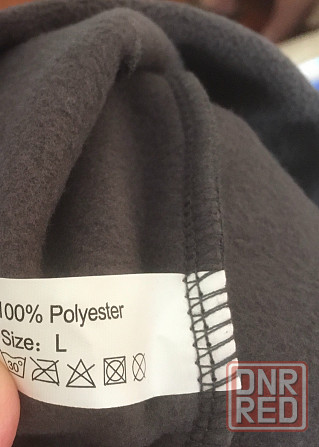 100% Polyester
Size: L
30°
DNR
RED